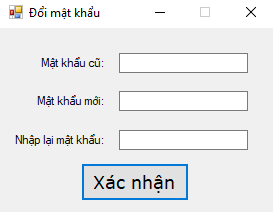 Đổi mật khẩu
Mật khẩu cũ:
Mật khẩu mới:
Nhập lại mật khẩu:
Xác nhận